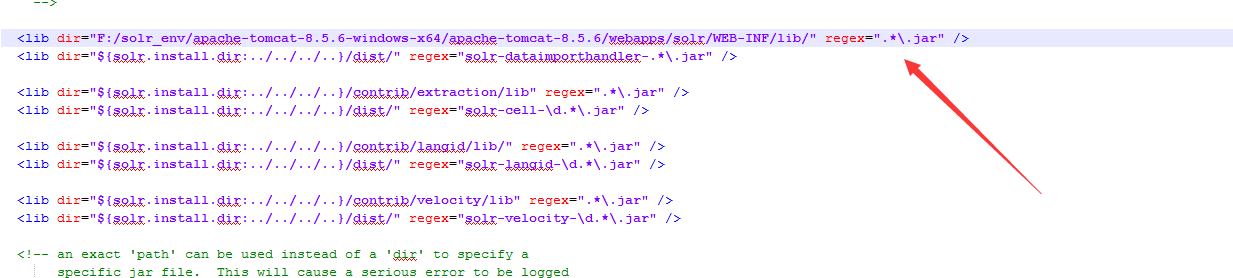 -->
<lib dir="F:/solr_env/apache-tomcat-8.5.6-windows-x64/apache-tomcat-8.5.6/webapps/solr/WEB-INF/lib/" regex=".*\.jar" />
<lib dir="${solr.install.dir:../../../..}/dist/" regex="solr-dataimporthandler-.*\.jar" />
<lib dir="${solr.install.dir:../../../..}/contrib/extraction/lib" regex=".*\.jar" />
<lib dir="${solr.install.dir:../../../..}/dist/" regex="solr-cell-\d.*\.jar" />
<lib dir="${solr.install.dir:../../../..}/contrib/langid/lib/" regex=".*\.jar" />
<lib dir="${solr.install.dir:../../../..}/dist/" regex="solr-langid-\d.*\.jar" />
<lib dir="${solr.install.dir:../../../..}/contrib/velocity/lib" regex=".*\.jar" />
<lib dir="${solr.install.dir:../../../..}/dist/" regex="solr-velocity-\d.*\.jar" />
<!-- an exact 'path' can be used instead of a 'dir' to specify a
specific jar file.  This will cause a serious error to be logged